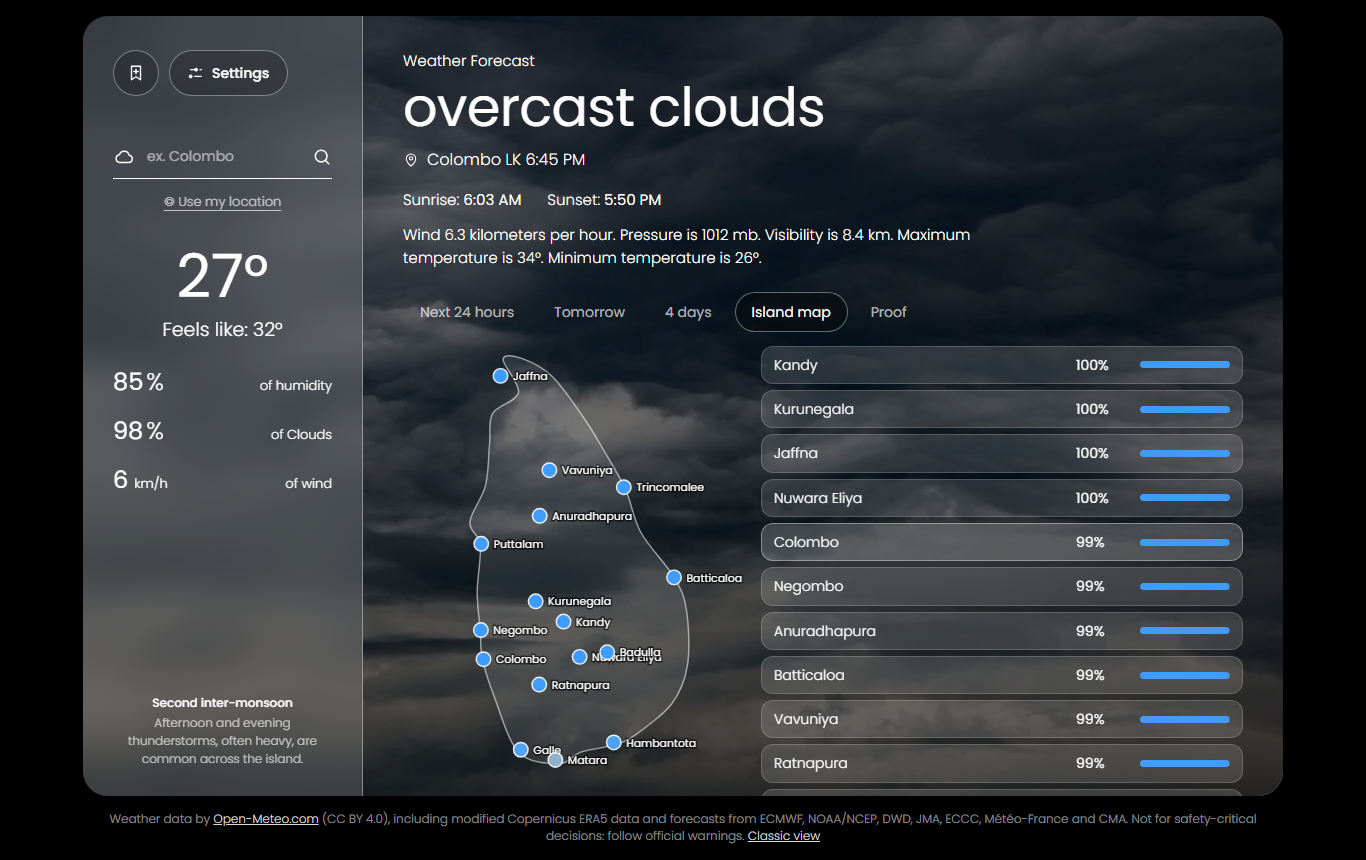 Settings
ex. Colombo
Use my location
27°
Feels like: 32°
85 % of humidity
98 % of Clouds
6 km/h of wind
Second inter-monsoon
Afternoon and evening
thunderstorms, often heavy, are
common across the island.
Weather Forecast
overcast clouds
Colombo LK 6:45 PM
Sunrise: 6:03 AM Sunset: 5:50 PM
Wind 6.3 kilometers per hour. Pressure is 1012 mb. Visibility is 8.4 km. Maximum
temperature is 34°. Minimum temperature is 26°.
Next 24 hours Tomorrow 4 days Island map Proof
Jaffna
Vavuniya
Trincomalee
Anuradhapura
Puttalam
Batticaloa
Kurunegala
Kandy
Negombo
Badulla
Nuwara Eliya
Colombo
Ratnapura
Hambantota
Galle
Matara
Kandy 100%
Kurunegala 100%
Jaffna 100%
Nuwara Eliya 100%
Colombo 99%
Negombo 99%
Anuradhapura 99%
Batticaloa 99%
Vavuniya 99%
Ratnapura 99%
Weather data by Open-Meteo.com (CC BY 4.0), including modified Copernicus ERA5 data and forecasts from ECMWF, NOAA/NCEP, DWD, JMA, ECCC, Météo-France and CMA. Not for safety-critical
decisions: follow official warnings. Classic view